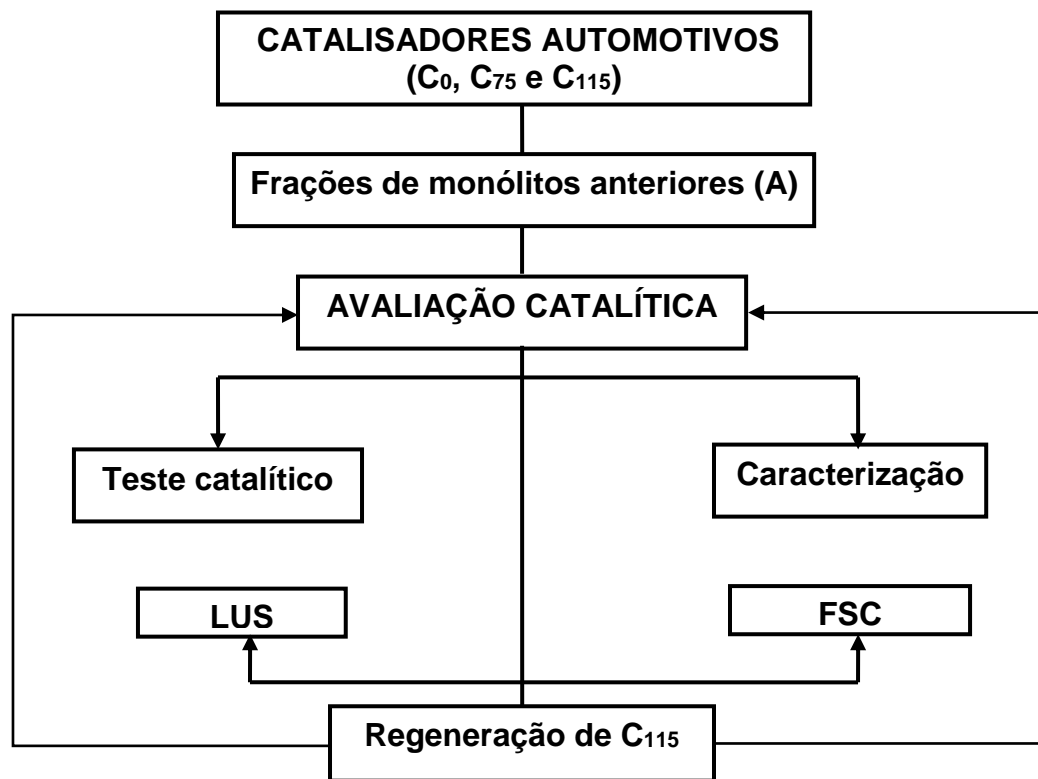 CATALISADORES AUTOMOTIVOS
(C₀, C₇₅ e C₁₁₅)
Frações de monólitos anteriores (A)
AVALIAÇÃO CATALÍTICA
Teste catalítico
Caracterização
LUS
FSC
Regeneração de C₁₁₅